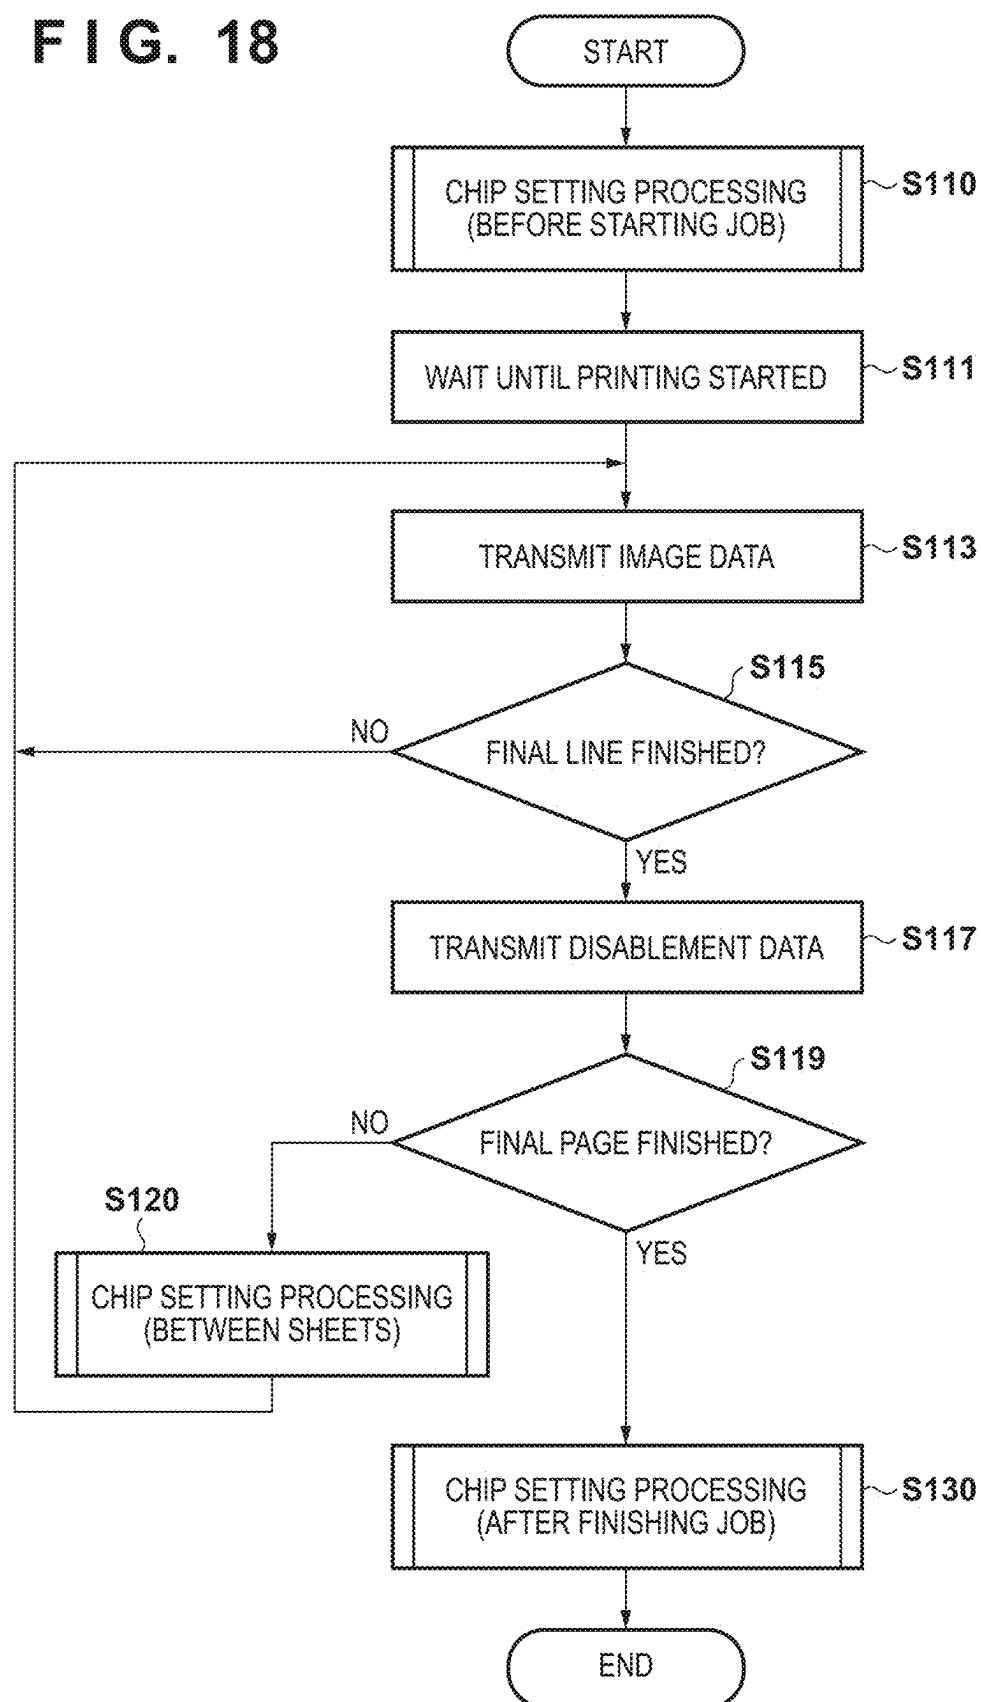 FIG. 18
START
CHIP SETTING PROCESSING
(BEFORE STARTING JOB)
S110
WAIT UNTIL PRINTING STARTED
S111
TRANSMIT IMAGE DATA
S113
S115
NO
FINAL LINE FINISHED?
YES
TRANSMIT DISABLEMENT DATA
S117
S119
NO
FINAL PAGE FINISHED?
YES
S120
CHIP SETTING PROCESSING
(BETWEEN SHEETS)
CHIP SETTING PROCESSING
(AFTER FINISHING JOB)
S130
END